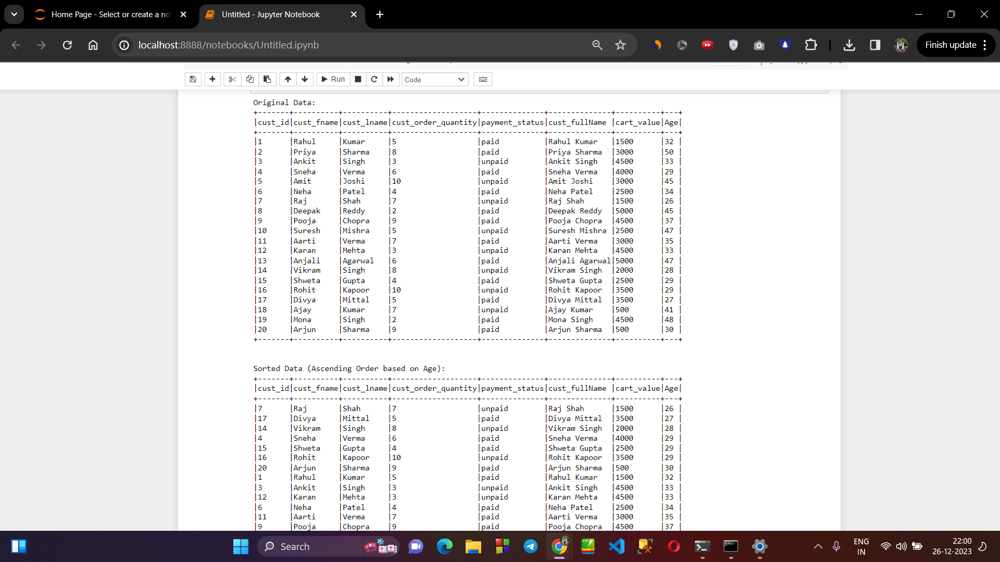 Home Page - Select or create a no
Untitled - Jupyter Notebook
localhost:8888/notebooks/Untitled.ipynb
Finish update
Run
Code
Original Data:
+-------+----------+----------+-------------------+--------------+--------------+----------+---+
|cust_id|cust_fname|cust_lname|cust_order_quantity|payment_status|cust_fullName |cart_value|Age|
+-------+----------+----------+-------------------+--------------+--------------+----------+---+
|1      |Rahul     |Kumar     |5                  |paid          |Rahul Kumar   |1500      |32 |
|2      |Priya     |Sharma    |8                  |paid          |Priya Sharma  |3000      |50 |
|3      |Ankit     |Singh     |3                  |unpaid        |Ankit Singh   |4500      |33 |
|4      |Sneha     |Verma     |6                  |paid          |Sneha Verma   |4000      |29 |
|5      |Amit      |Joshi     |10                 |unpaid        |Amit Joshi    |3000      |45 |
|6      |Neha      |Patel     |4                  |paid          |Neha Patel    |2500      |34 |
|7      |Raj       |Shah      |7                  |unpaid        |Raj Shah      |1500      |26 |
|8      |Deepak    |Reddy     |2                  |paid          |Deepak Reddy  |5000      |45 |
|9      |Pooja     |Chopra    |9                  |paid          |Pooja Chopra  |4500      |37 |
|10     |Suresh    |Mishra    |5                  |unpaid        |Suresh Mishra |2500      |47 |
|11     |Aarti     |Verma     |7                  |paid          |Aarti Verma   |3000      |35 |
|12     |Karan     |Mehta     |3                  |unpaid        |Karan Mehta   |4500      |33 |
|13     |Anjali    |Agarwal   |6                  |paid          |Anjali Agarwal|5000      |47 |
|14     |Vikram    |Singh     |8                  |unpaid        |Vikram Singh  |2000      |28 |
|15     |Shweta    |Gupta     |4                  |paid          |Shweta Gupta  |2500      |29 |
|16     |Rohit     |Kapoor    |10                 |unpaid        |Rohit Kapoor  |3500      |29 |
|17     |Divya     |Mittal    |5                  |paid          |Divya Mittal  |3500      |27 |
|18     |Ajay      |Kumar     |7                  |unpaid        |Ajay Kumar    |500       |41 |
|19     |Mona      |Singh     |2                  |paid          |Mona Singh    |4500      |48 |
|20     |Arjun     |Sharma    |9                  |paid          |Arjun Sharma  |500       |30 |
+-------+----------+----------+-------------------+--------------+--------------+----------+---+
Sorted Data (Ascending Order based on Age):
+-------+----------+----------+-------------------+--------------+--------------+----------+---+
|cust_id|cust_fname|cust_lname|cust_order_quantity|payment_status|cust_fullName |cart_value|Age|
+-------+----------+----------+-------------------+--------------+--------------+----------+---+
|7      |Raj       |Shah      |7                  |unpaid        |Raj Shah      |1500      |26 |
|17     |Divya     |Mittal    |5                  |paid          |Divya Mittal  |3500      |27 |
|14     |Vikram    |Singh     |8                  |unpaid        |Vikram Singh  |2000      |28 |
|4      |Sneha     |Verma     |6                  |paid          |Sneha Verma   |4000      |29 |
|15     |Shweta    |Gupta     |4                  |paid          |Shweta Gupta  |2500      |29 |
|16     |Rohit     |Kapoor    |10                 |unpaid        |Rohit Kapoor  |3500      |29 |
|20     |Arjun     |Sharma    |9                  |paid          |Arjun Sharma  |500       |30 |
|1      |Rahul     |Kumar     |5                  |paid          |Rahul Kumar   |1500      |32 |
|3      |Ankit     |Singh     |3                  |unpaid        |Ankit Singh   |4500      |33 |
|12     |Karan     |Mehta     |3                  |unpaid        |Karan Mehta   |4500      |33 |
|6      |Neha      |Patel     |4                  |paid          |Neha Patel    |2500      |34 |
|11     |Aarti     |Verma     |7                  |paid          |Aarti Verma   |3000      |35 |
|9      |Pooja     |Chopra    |9                  |paid          |Pooja Chopra  |4500      |37 |
Search
ENG
IN
22:00
26-12-2023